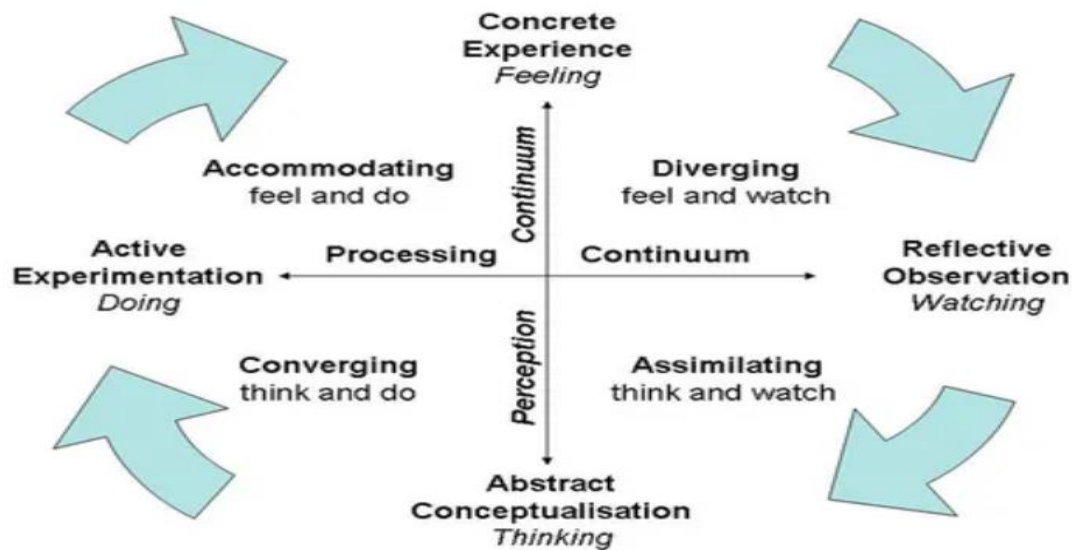 Concrete
Experience
Feeling
Accommodating
feel and do
Diverging
feel and watch
Continuum
Active
Experimentation
Doing
Processing
Continuum
Reflective
Observation
Watching
Perception
Converging
think and do
Assimilating
think and watch
Abstract
Conceptualisation
Thinking